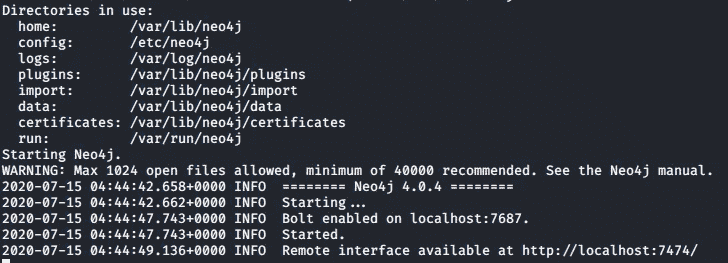 Directories in use:
  home:         /var/lib/neo4j
  config:       /etc/neo4j
  logs:         /var/log/neo4j
  plugins:      /var/lib/neo4j/plugins
  import:       /var/lib/neo4j/import
  data:         /var/lib/neo4j/data
  certificates: /var/lib/neo4j/certificates
  run:          /var/run/neo4j
Starting Neo4j.
WARNING: Max 1024 open files allowed, minimum of 40000 recommended. See the Neo4j manual.
2020-07-15 04:44:42.658+0000 INFO  ======== Neo4j 4.0.4 ========
2020-07-15 04:44:42.662+0000 INFO  Starting...
2020-07-15 04:44:47.743+0000 INFO  Bolt enabled on localhost:7687.
2020-07-15 04:44:47.743+0000 INFO  Started.
2020-07-15 04:44:49.136+0000 INFO  Remote interface available at http://localhost:7474/